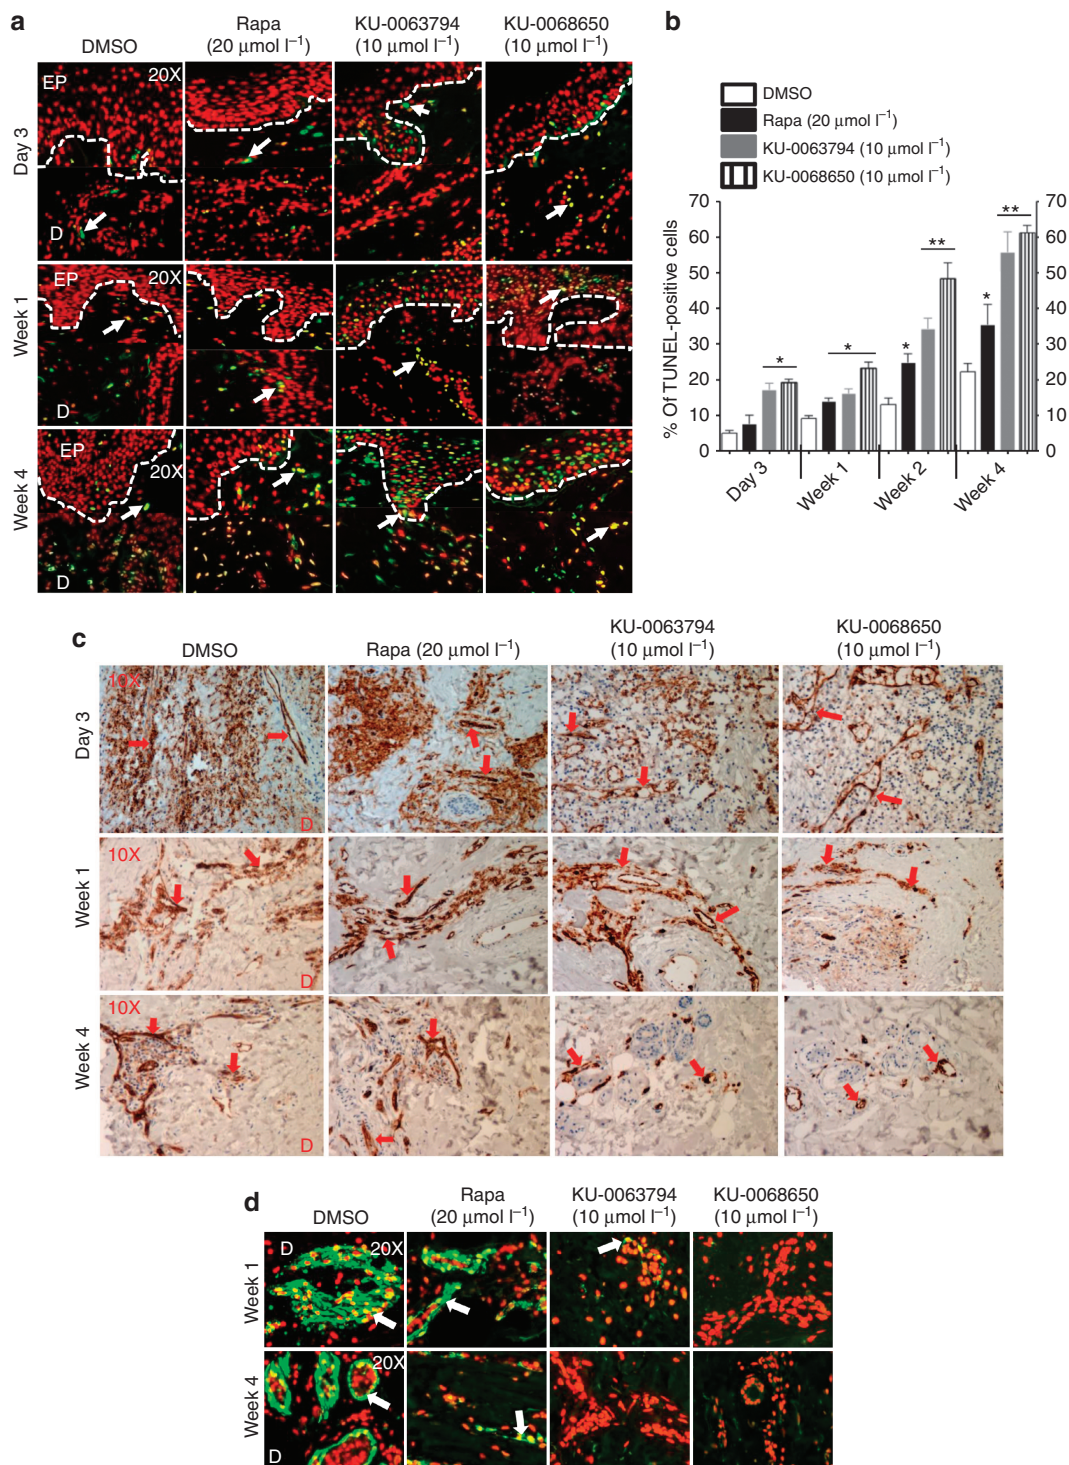 a
DMSO
Rapa
(20 µmol l⁻¹)
KU-0063794
(10 µmol l⁻¹)
KU-0068650
(10 µmol l⁻¹)
Day 3
EP
20X
D
Week 1
EP
20X
D
Week 4
EP
20X
D
b
DMSO
Rapa (20 µmol l⁻¹)
KU-0063794 (10 µmol l⁻¹)
KU-0068650 (10 µmol l⁻¹)
% Of TUNEL-positive cells
70
60
50
40
30
20
10
0
70
60
50
40
30
20
10
0
*
*
*
**
*
**
Day 3
Week 1
Week 2
Week 4
c
DMSO
Rapa (20 µmol l⁻¹)
KU-0063794
(10 µmol l⁻¹)
KU-0068650
(10 µmol l⁻¹)
Day 3
10X
D
Week 1
10X
D
Week 4
10X
D
d
DMSO
Rapa
(20 µmol l⁻¹)
KU-0063794
(10 µmol l⁻¹)
KU-0068650
(10 µmol l⁻¹)
Week 1
D
20X
Week 4
20X
D